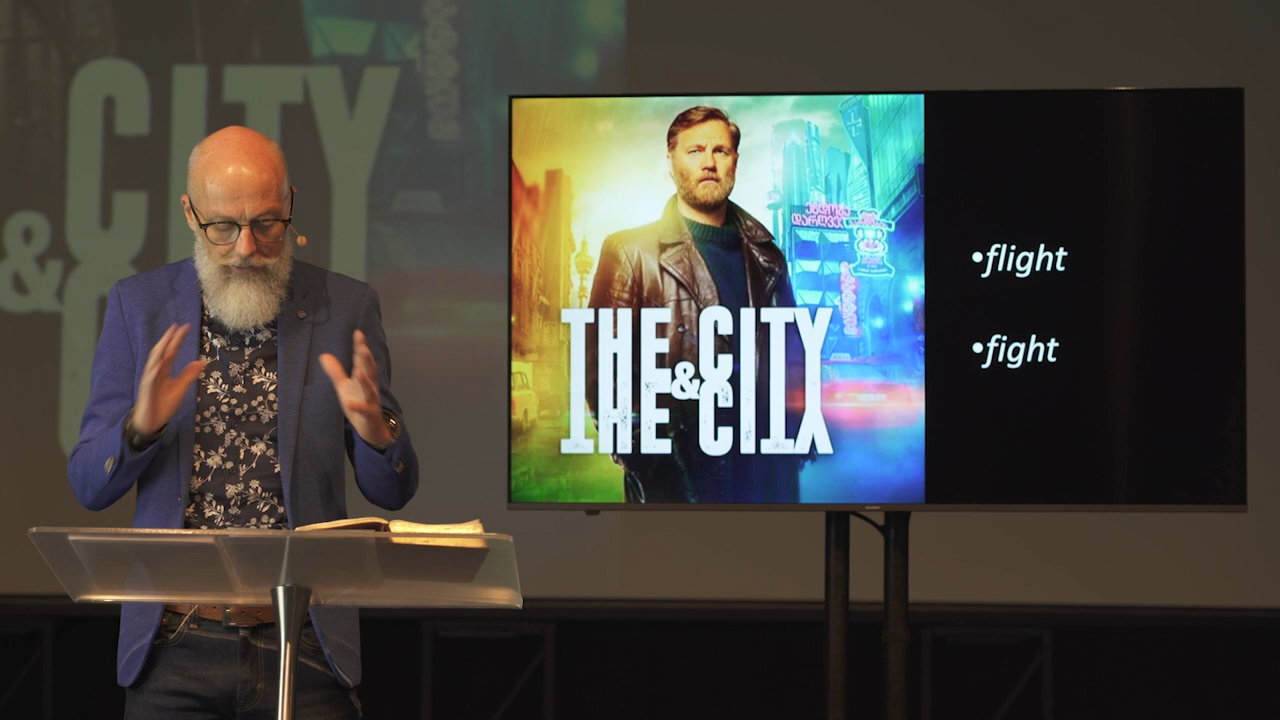 CITY
&
THE CITY
&
THE CITY
•flight
•fight